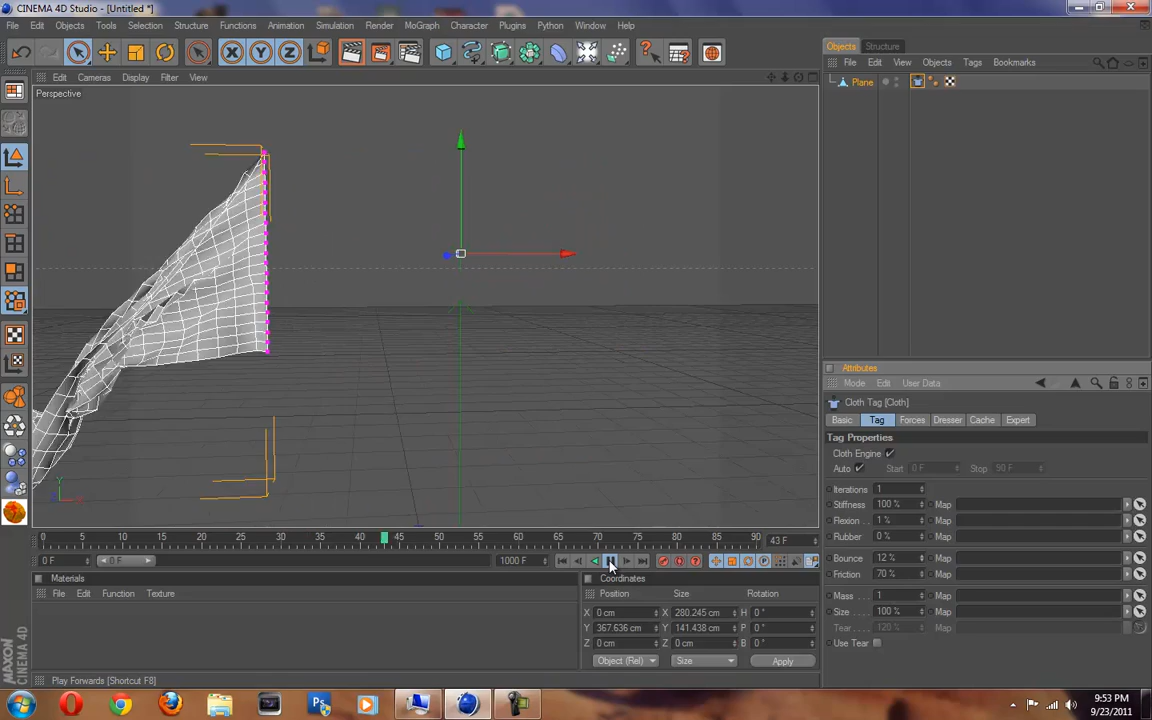 CINEMA 4D Studio - [Untitled *]
File Edit Objects Tools Selection Structure Functions Animation Render Simulation MoGraph Character Plugins Python Window Help
X Y Z
Objects Structure
File Edit View Objects Tags Bookmarks
Edit Cameras Display Filter View
Plane
Perspective
Y
Attributes
Mode Edit User Data
Cloth Tag [Cloth]
Basic Tag Forces Dresser Cache Expert
Tag Properties
Cloth Engine
Auto Start 0 F Stop 50 F
Iterations 1
Stiffness 100 % Map
Flexion 1 % Map
Rubber 0 % Map
Bounce 12 % Map
Friction 70 % Map
Mass 1 Map
Size 100 % Map
Tear 120 % Map
Use Tear
0 5 10 15 20 25 30 35 40 45 50 55 60 65 70 75 80 85 90 43 F
0 F 0 F 1000 F
Materials
File Edit Function Texture
Coordinates
Position Size Rotation
X 0 cm X 280.245 cm H 0 °
Y 367.636 cm Y 141.438 cm P 0 °
Z 0 cm Z 0 cm B 0 °
Object (Rel) Size Apply
MAXON
CINEMA 4D
Play Forwards [Shortcut F8]
Ps
9:53 PM
9/23/2011